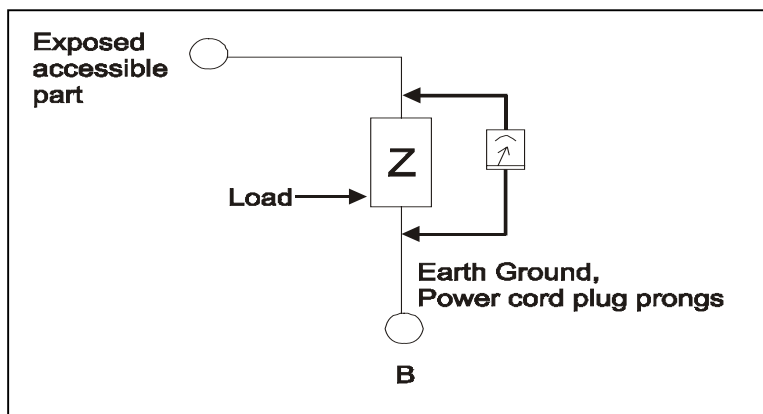 Exposed
accessible
part
Z
Load
Earth Ground,
Power cord plug prongs
B